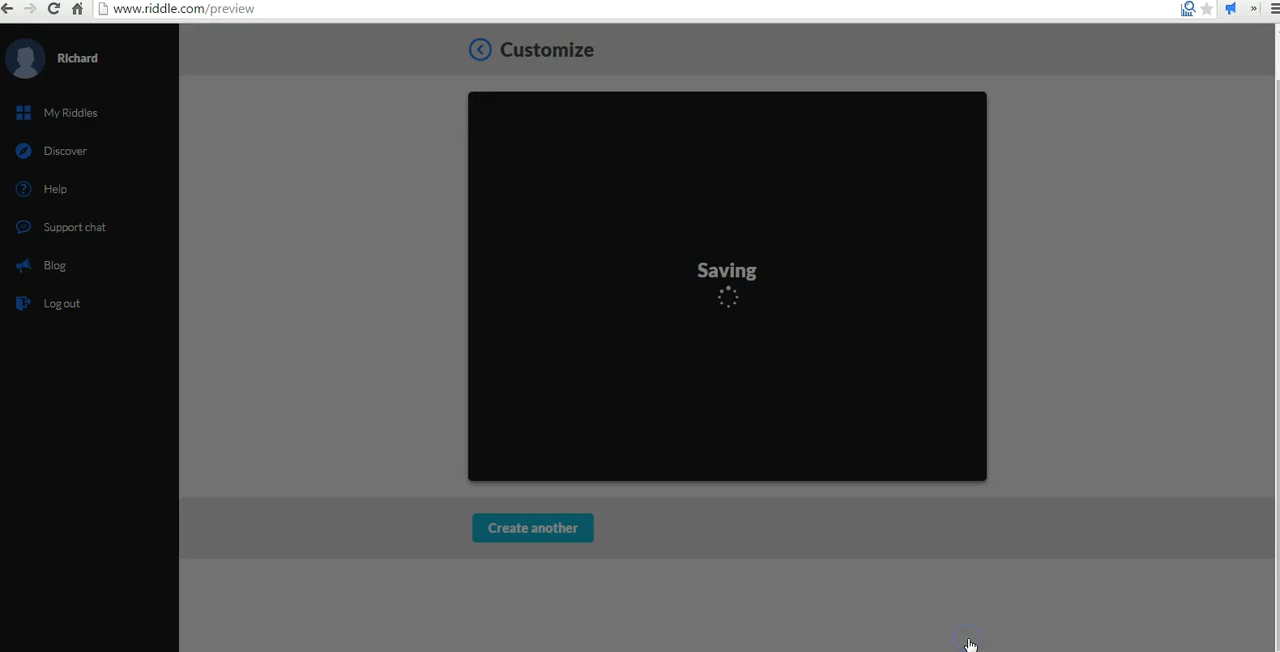 www.riddle.com/preview
Richard
Customize
My Riddles
Discover
Help
Support chat
Blog
Log out
Saving
Create another